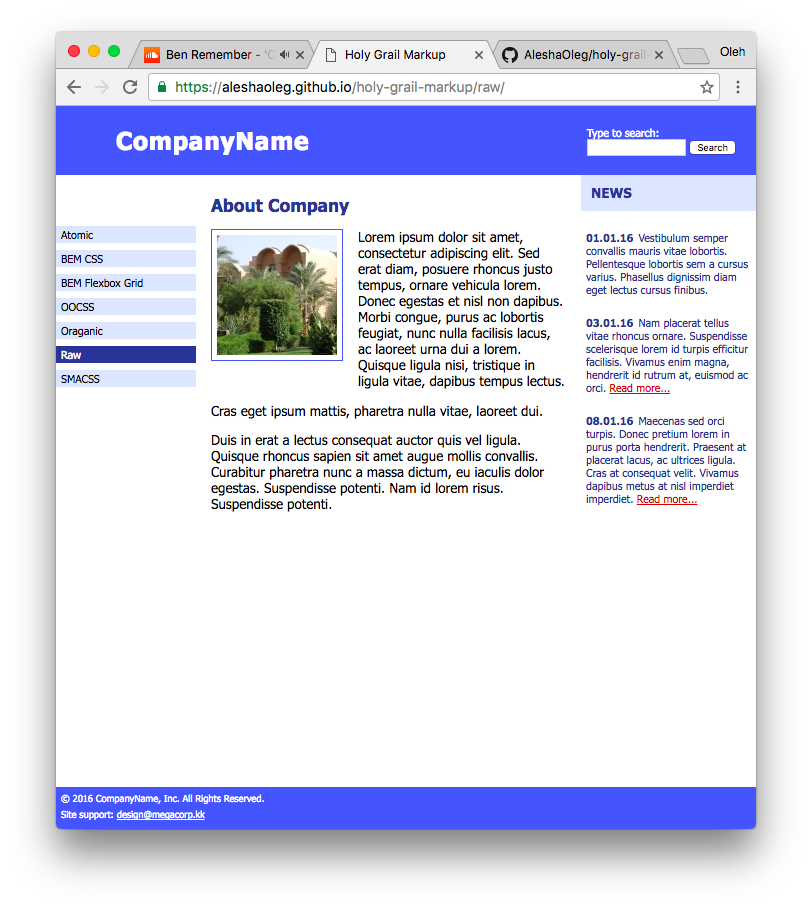 Ben Remember - 'C
Holy Grail Markup
AleshaOleg/holy-grail-
Oleh
https://aleshaoleg.github.io/holy-grail-markup/raw/
CompanyName
Type to search:
Search
Atomic
BEM CSS
BEM Flexbox Grid
OOCSS
Oraganic
Raw
SMACSS
About Company
Lorem ipsum dolor sit amet,
consectetur adipiscing elit. Sed
erat diam, posuere rhoncus justo
tempus, ornare vehicula lorem.
Donec egestas et nisl non dapibus.
Morbi congue, purus ac lobortis
feugiat, nunc nulla facilisis lacus,
ac laoreet urna dui a lorem.
Quisque ligula nisi, tristique in
ligula vitae, dapibus tempus lectus.
Cras eget ipsum mattis, pharetra nulla vitae, laoreet dui.
Duis in erat a lectus consequat auctor quis vel ligula.
Quisque rhoncus sapien sit amet augue mollis convallis.
Curabitur pharetra nunc a massa dictum, eu iaculis dolor
egestas. Suspendisse potenti. Nam id lorem risus.
Suspendisse potenti.
NEWS
01.01.16 Vestibulum semper
convallis mauris vitae lobortis.
Pellentesque lobortis sem a cursus
varius. Phasellus dignissim diam
eget lectus cursus finibus.
03.01.16 Nam placerat tellus
vitae rhoncus ornare. Suspendisse
scelerisque lorem id turpis efficitur
facilisis. Vivamus enim magna,
hendrerit id rutrum at, euismod ac
orci. Read more...
08.01.16 Maecenas sed orci
turpis. Donec pretium lorem in
purus porta hendrerit. Praesent at
placerat lacus, ac ultrices ligula.
Cras at consequat velit. Vivamus
dapibus metus at nisl imperdiet
imperdiet. Read more...
© 2016 CompanyName, Inc. All Rights Reserved.
Site support: design@megacorp.kk